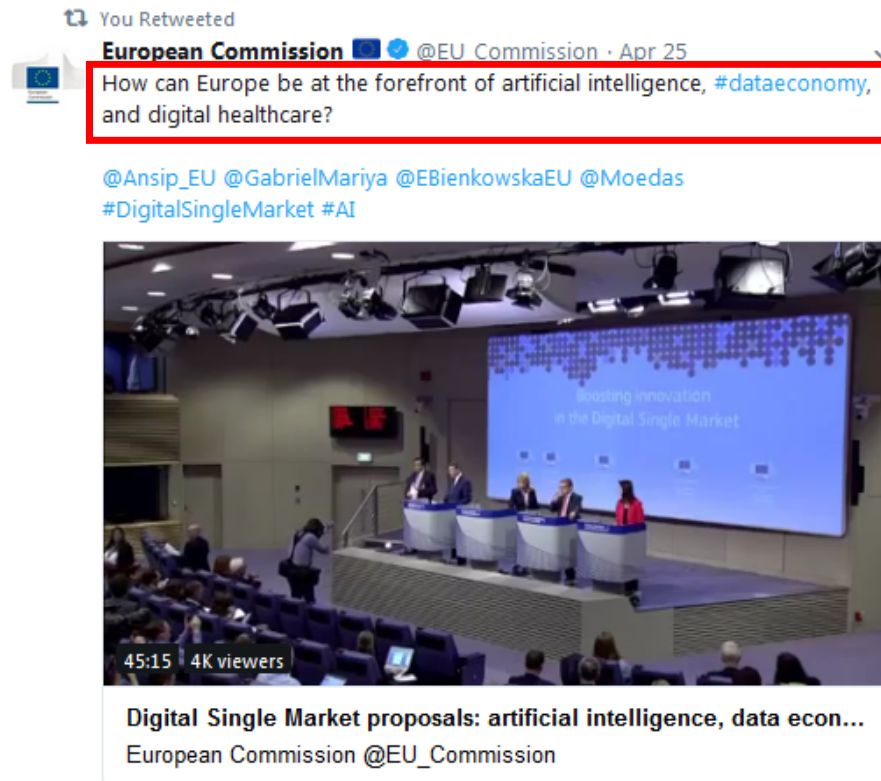 You Retweeted
European Commission @EU_Commission · Apr 25
How can Europe be at the forefront of artificial intelligence, #dataeconomy,
and digital healthcare?
@Ansip_EU @GabrielMariya @EBienkowskaEU @Moedas
#DigitalSingleMarket #AI
Boosting innovation
in the Digital Single Market
45:15 4K viewers
Digital Single Market proposals: artificial intelligence, data econ...
European Commission @EU_Commission